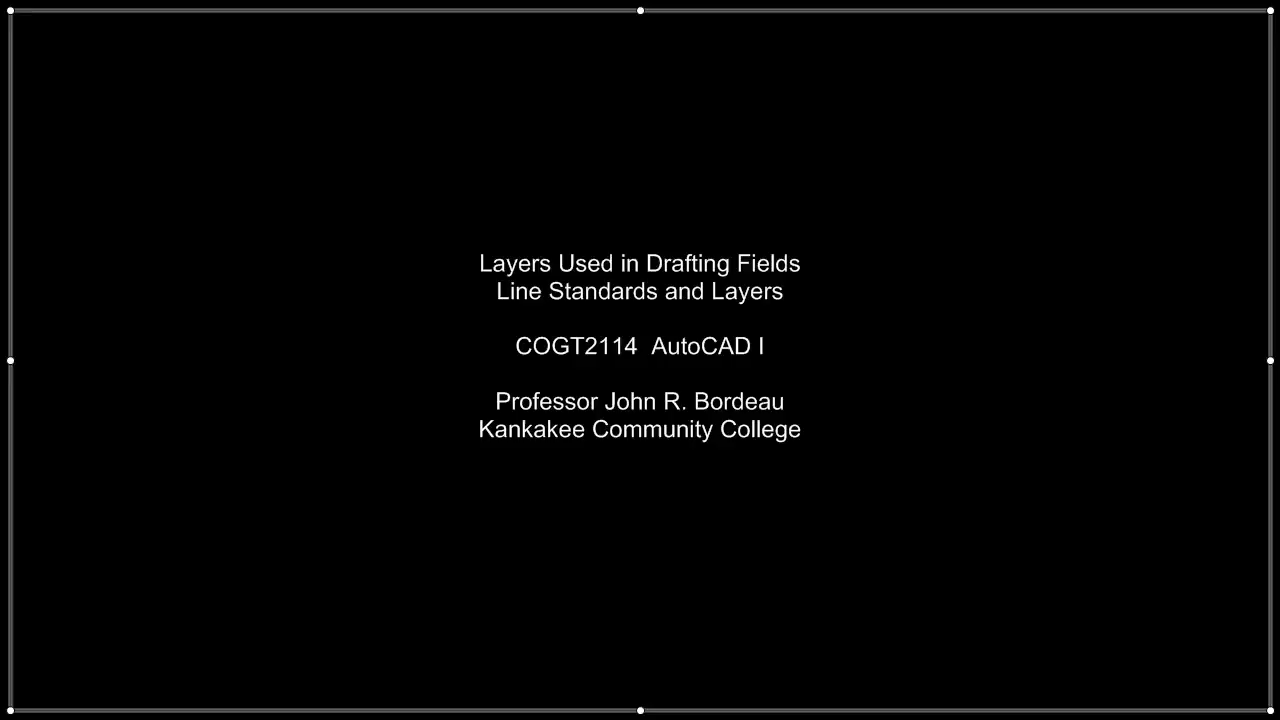 Layers Used in Drafting Fields
Line Standards and Layers
COGT2114 AutoCAD I
Professor John R. Bordeau
Kankakee Community College